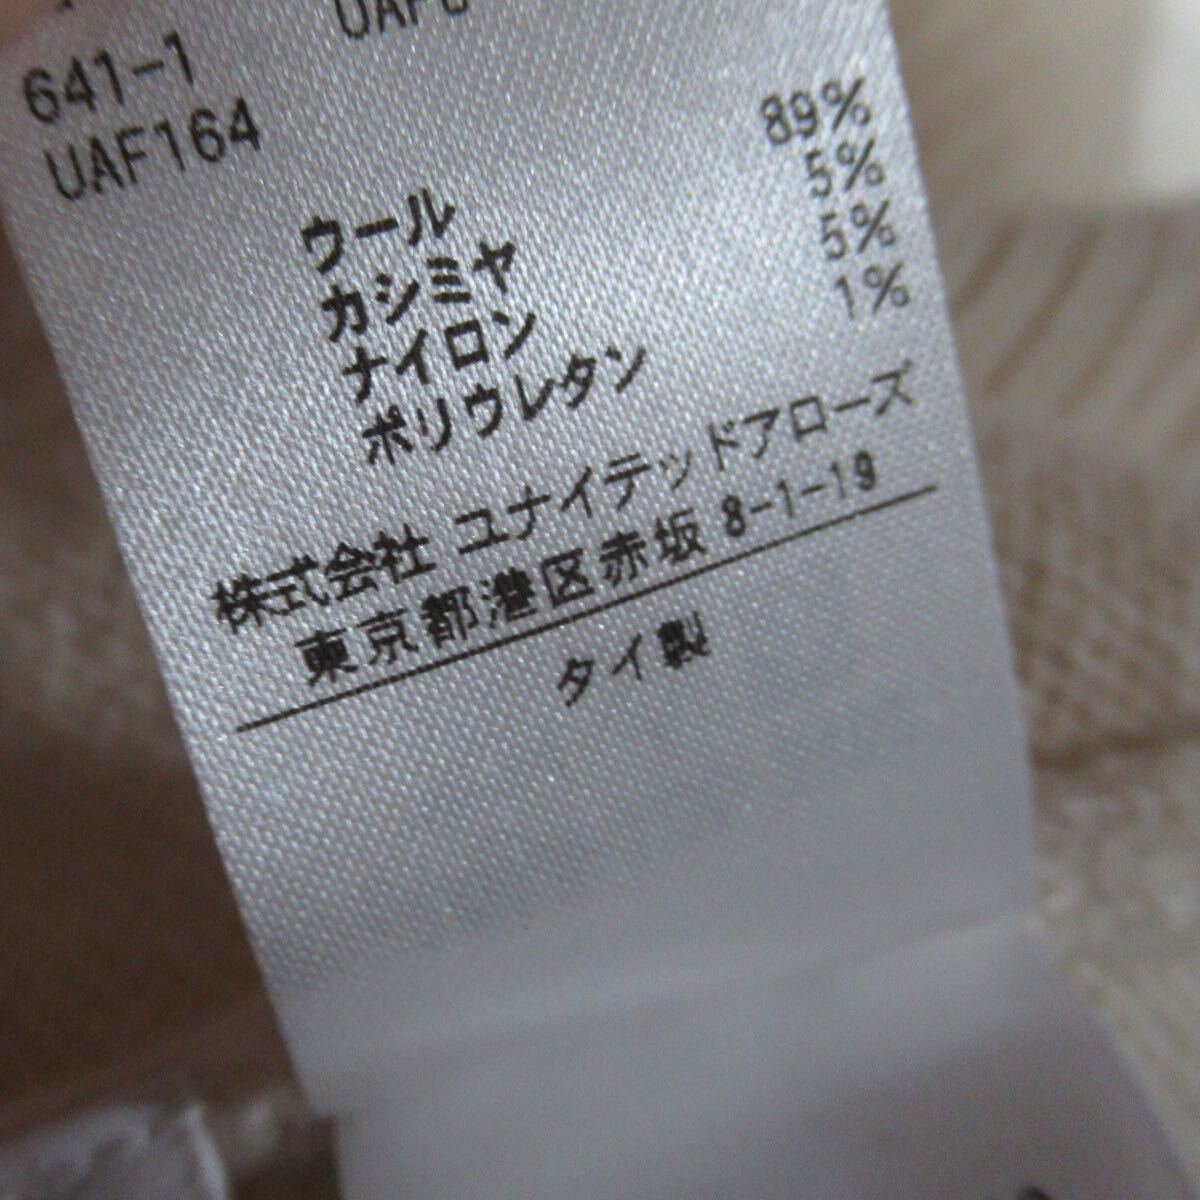 641-1
UAF164
ウール 89%
カシミヤ 5%
ナイロン 5%
ポリウレタン 1%
株式会社 ユナイテッドアローズ
東京都港区赤坂 8-1-19
タイ製